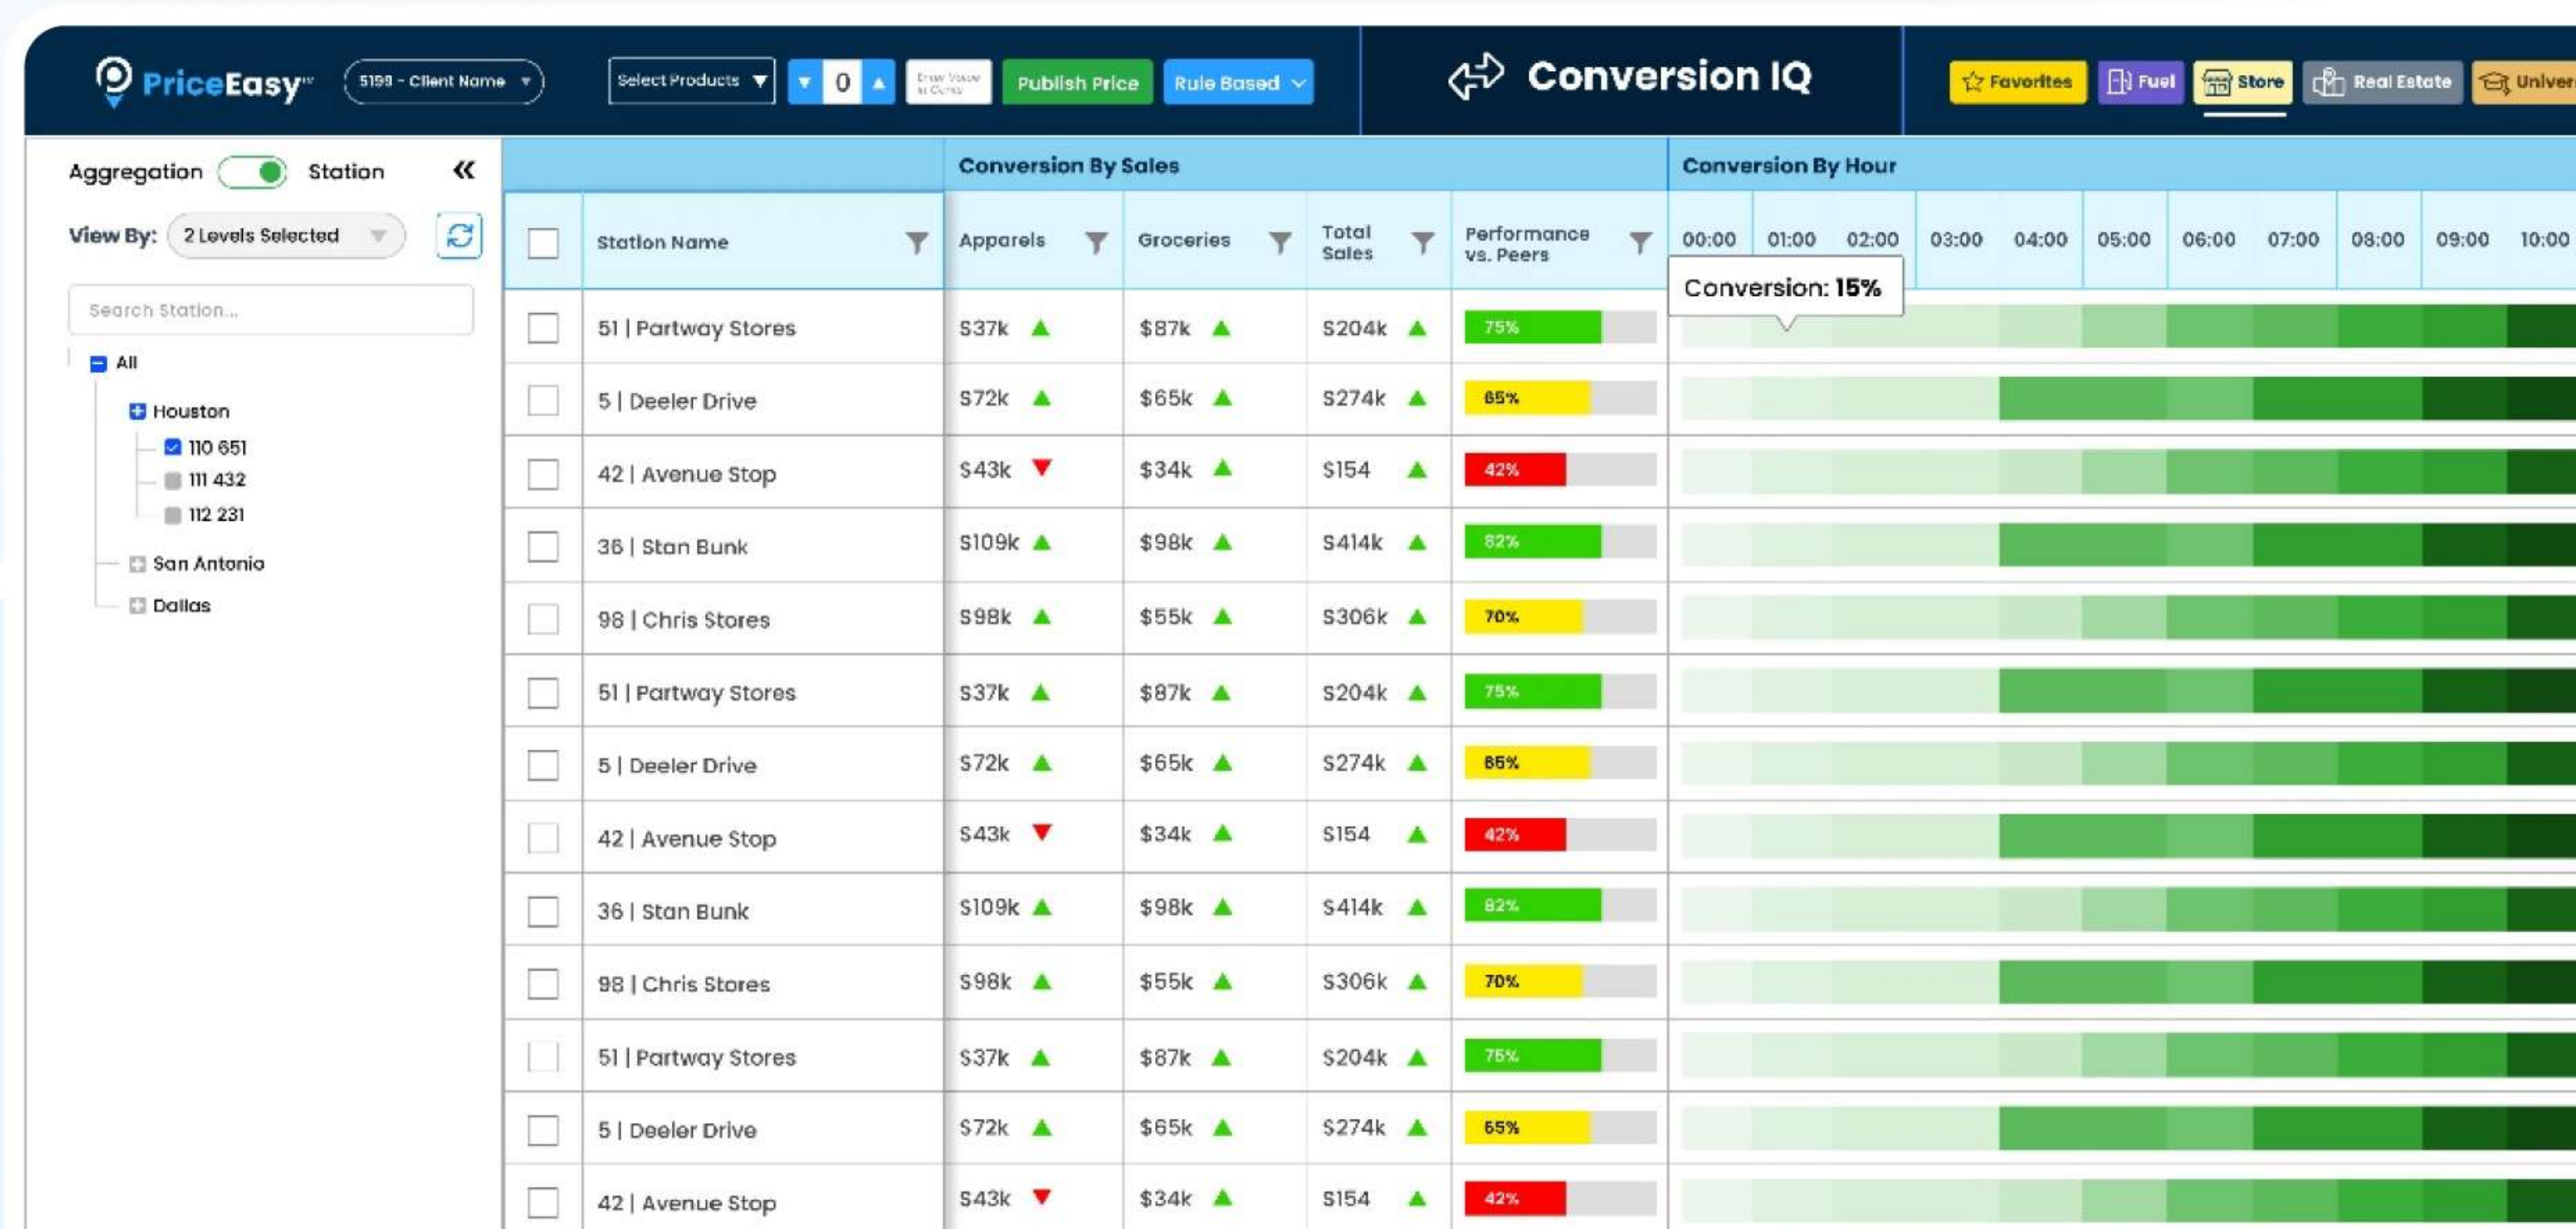 PriceEasy
5199 - Client Name
Select Products
0
Publish Price
Rule Based
Conversion IQ
Favorites
Fuel
Store
Real Estate
Univer
Aggregation
Station
View By:
2 Levels Selected
Search Station...
All
Houston
110 651
111 432
112 231
San Antonio
Dallas
Conversion By Sales
Conversion By Hour
Station Name
Apparels
Groceries
Total
Sales
Performance
vs. Peers
00:00 01:00 02:00 03:00 04:00 05:00 06:00 07:00 08:00 09:00 10:00
Conversion: 15%
51 | Partway Stores $37k $87k $204k 75%
5 | Deeler Drive $72k $65k $274k 65%
42 | Avenue Stop $43k $34k $154 42%
36 | Stan Bunk $109k $98k $414k 82%
98 | Chris Stores $98k $55k $306k 70%
51 | Partway Stores $37k $87k $204k 75%
5 | Deeler Drive $72k $65k $274k 65%
42 | Avenue Stop $43k $34k $154 42%
36 | Stan Bunk $109k $98k $414k 82%
98 | Chris Stores $98k $55k $306k 70%
51 | Partway Stores $37k $87k $204k 75%
5 | Deeler Drive $72k $65k $274k 65%
42 | Avenue Stop $43k $34k $154 42%